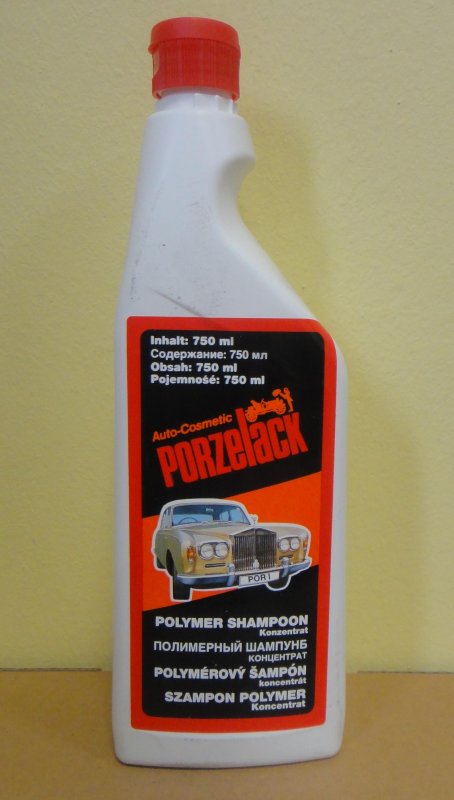 Inhalt: 750 ml
Содержание: 750 мл
Obsah: 750 ml
Pojemność: 750 ml
Auto-Cosmetic
PORZElACK
POR 1
POLYMER SHAMPOON
Konzentrat
ПОЛИМЕРНЫЙ ШАМПУНБ
КОНЦЕНТРАТ
POLYMÉROVÝ ŠAMPÓN
koncentrát
SZAMPON POLYMER
Koncentrat